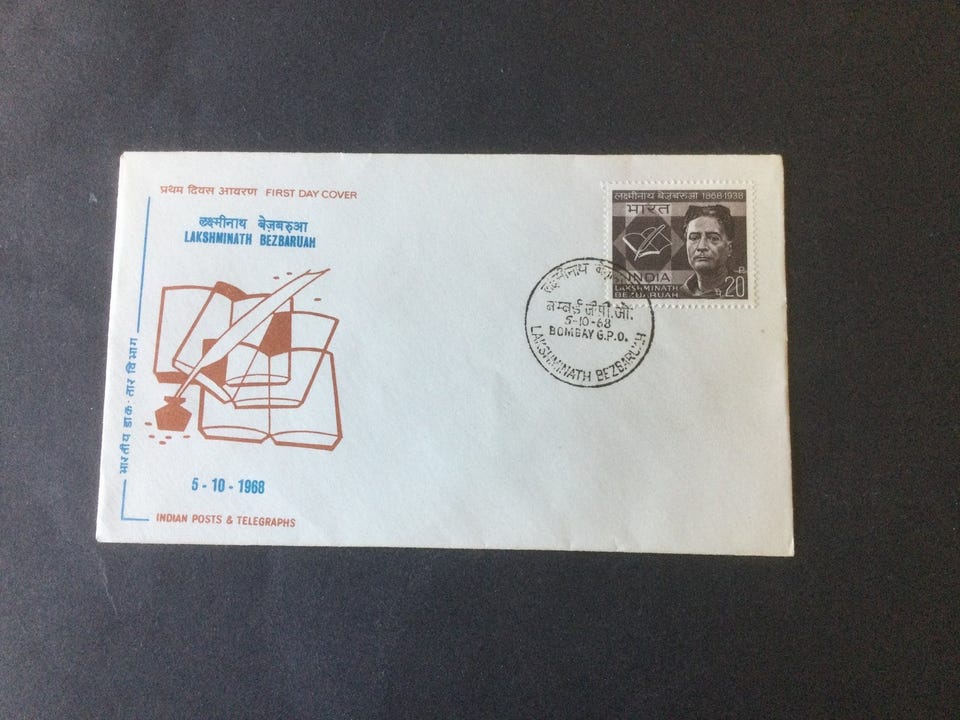 प्रथम दिवस आवरण FIRST DAY COVER
लक्ष्मीनाथ बेज़बरुआ
LAKSHMINATH BEZBARUAH
भारतीय डाक-तार विभाग
5-10-1968
INDIAN POSTS & TELEGRAPHS
लक्ष्मीनाथ बेज़बरुआ 1868-1938
भारत
INDIA
LAKSHMINATH
BEZBARUAH
P
प. 20
लक्ष्मीनाथ
बम्बई जी.पी.ओ.
5-10-68
BOMBAY G.P.O.
LAKSHMINATH BEZBARUAH